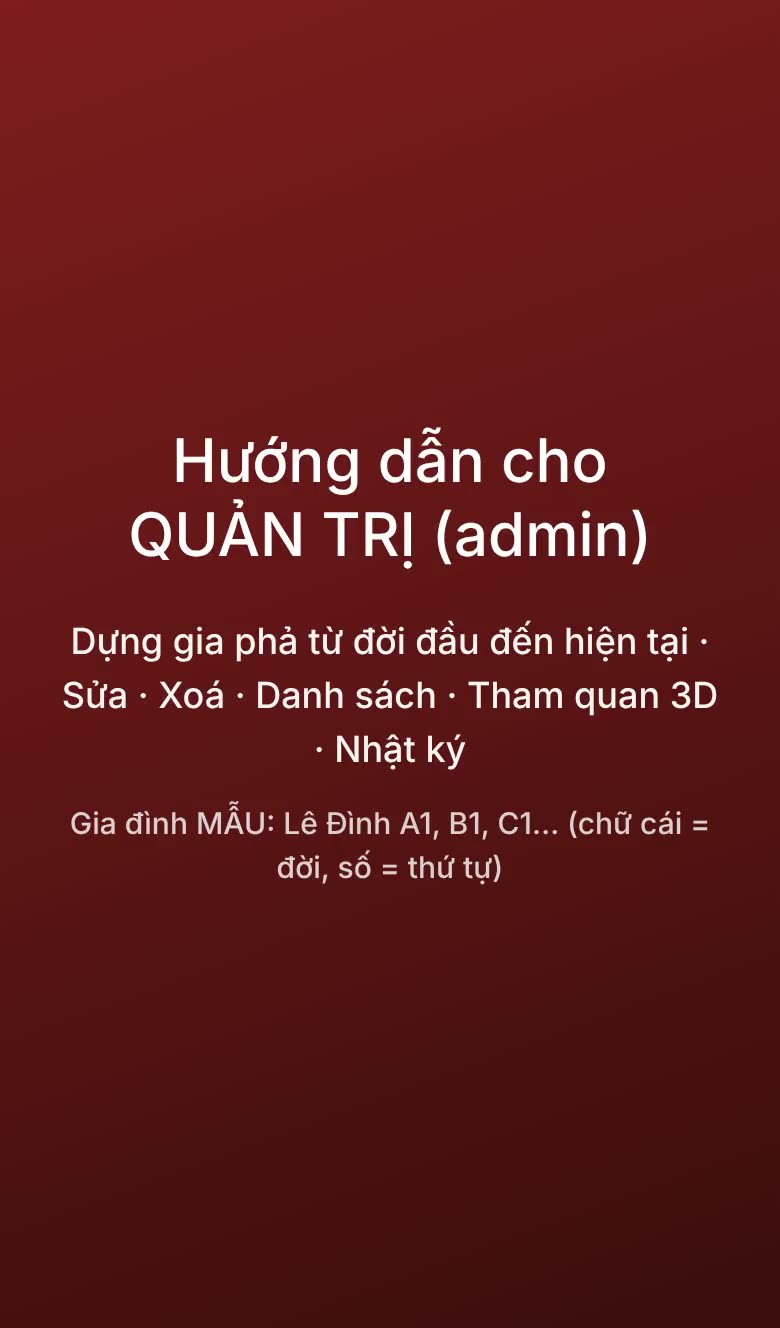 Hướng dẫn cho
QUẢN TRỊ (admin)
Dựng gia phả từ đời đầu đến hiện tại ·
Sửa · Xoá · Danh sách · Tham quan 3D
· Nhật ký
Gia đình MẪU: Lê Đình A1, B1, C1... (chữ cái =
đời, số = thứ tự)